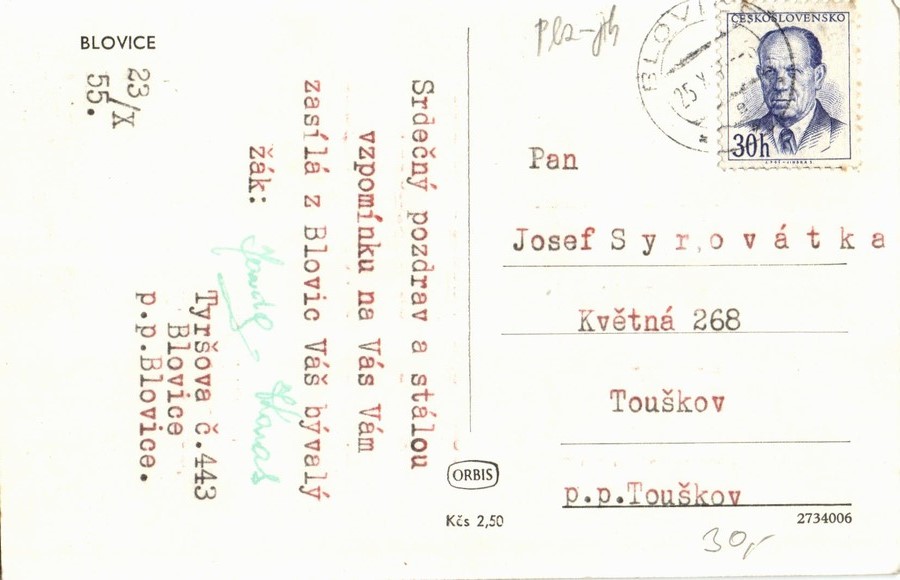 BLOVICE
23/X
55.
Srdečný pozdrav a stálou
vzpomínku na Vás Vám
zasílá z Blovic Váš bývalý
žák:
Tyršova č.443
Blovice
p.p.Blovice.
ČESKOSLOVENSKO
30h
Pan
Josef Syrovátka
Květná 268
Touškov
p.p.Touškov
ORBIS
Kčs 2,50
2734006
30,-